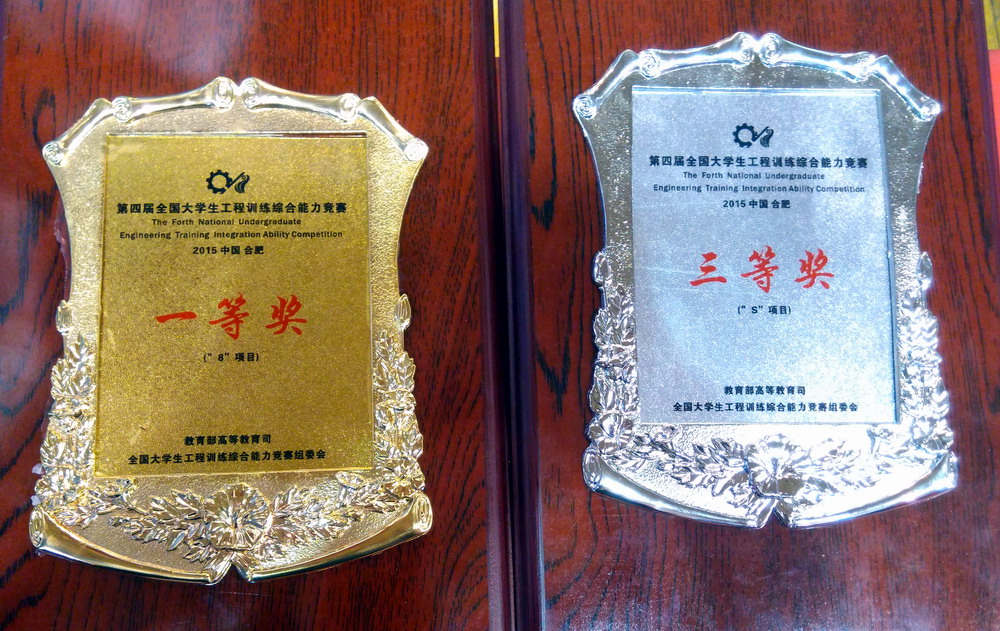 第四届全国大学生工程训练综合能力竞赛
The Forth National Undergraduate
Engineering Training Integration Ability Competition
2015 中国 合肥
一等奖
(”8”项目)
教育部高等教育司
全国大学生工程训练综合能力竞赛组委会
第四届全国大学生工程训练综合能力竞赛
The Forth National Undergraduate
Engineering Training Integration Ability Competition
2015 中国 合肥
三等奖
(”S”项目)
教育部高等教育司
全国大学生工程训练综合能力竞赛组委会